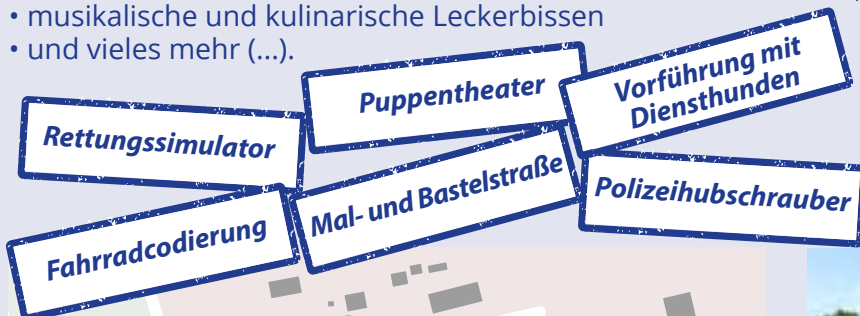 • musikalische und kulinarische Leckerbissen
• und vieles mehr (...).
Puppentheater
Vorführung mit
Diensthunden
Rettungssimulator
Mal- und Bastelstraße
Polizeihubschrauber
Fahrradcodierung